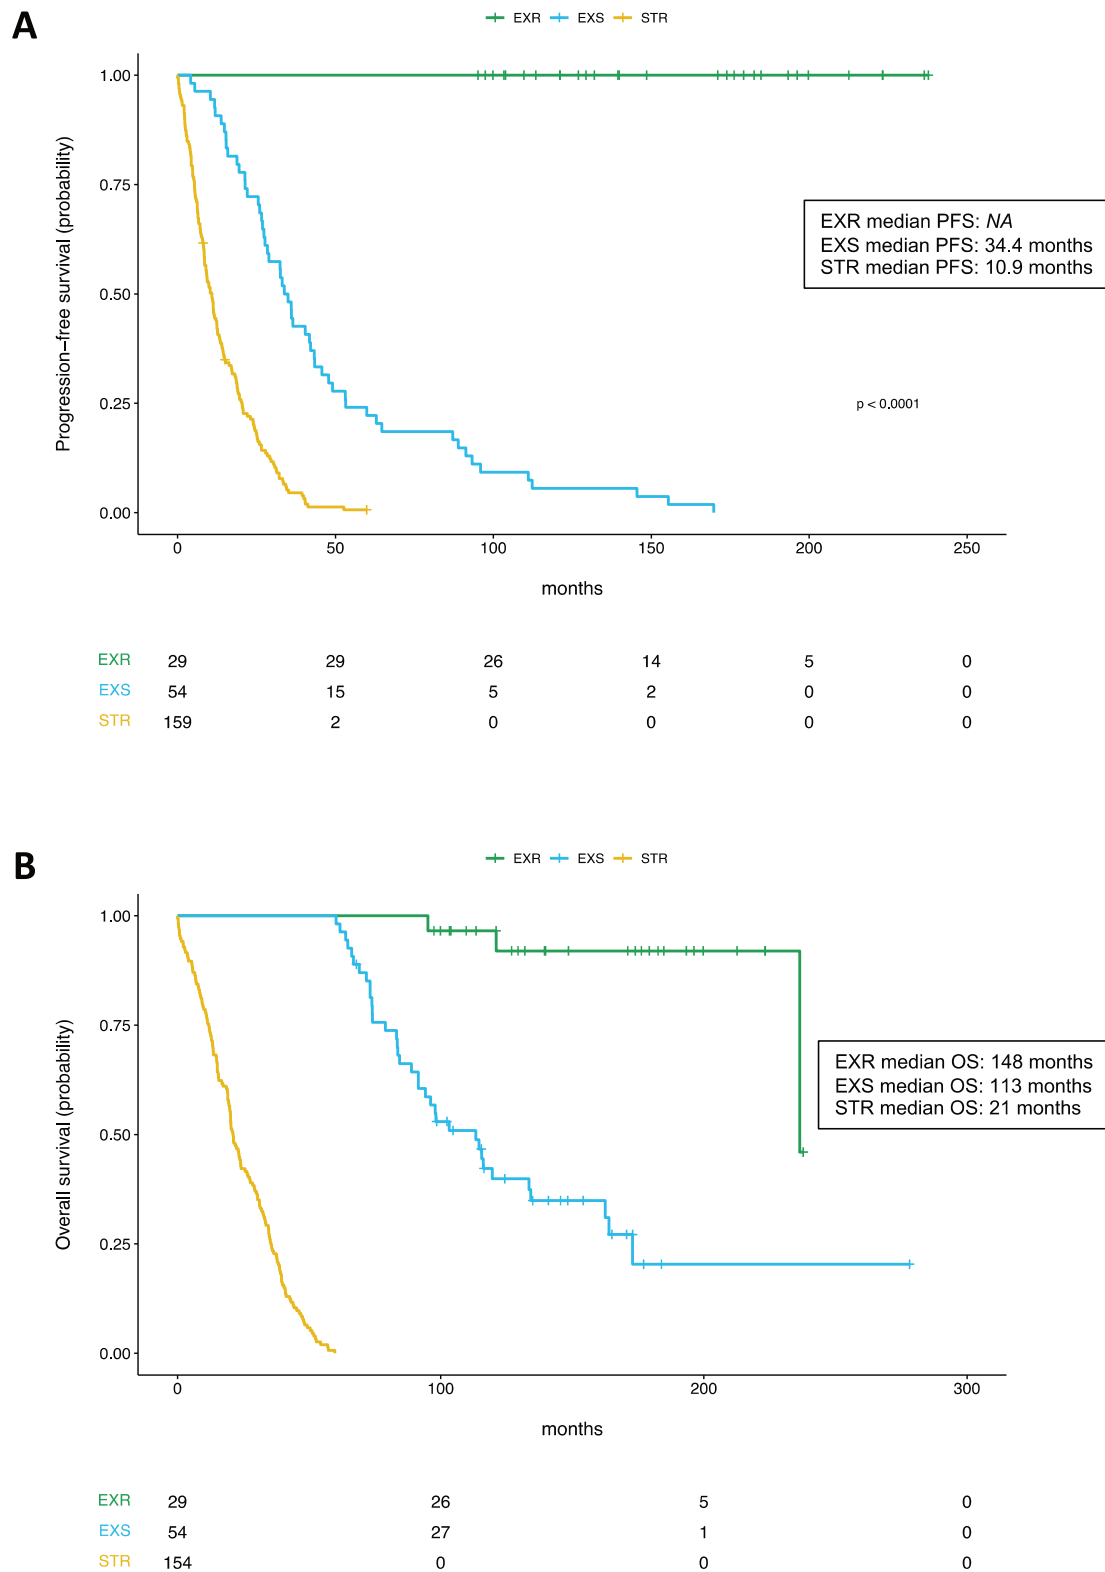 A
EXR EXS STR
Progression−free survival (probability)
1.00
0.75
0.50
0.25
0.00
EXR median PFS: NA
EXS median PFS: 34.4 months
STR median PFS: 10.9 months
p < 0.0001
0 50 100 150 200 250
months
EXR 29 29 26 14 5 0
EXS 54 15 5 2 0 0
STR 159 2 0 0 0 0
B
EXR EXS STR
Overall survival (probability)
1.00
0.75
0.50
0.25
0.00
EXR median OS: 148 months
EXS median OS: 113 months
STR median OS: 21 months
0 100 200 300
months
EXR 29 26 5 0
EXS 54 27 1 0
STR 154 0 0 0